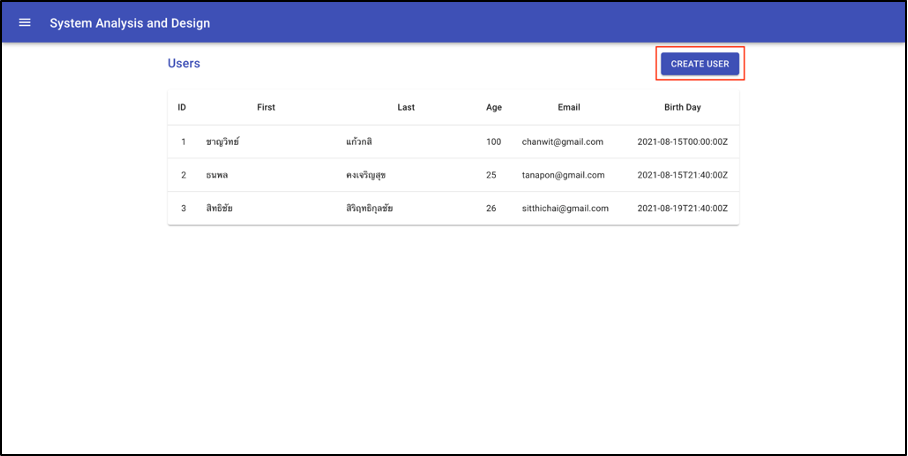 System Analysis and Design
Users
CREATE USER
ID First Last Age Email Birth Day
1 ชาญวิทย์ แก้วกสิ 100 chanwit@gmail.com 2021-08-15T00:00:00Z
2 ธนพล คงเจริญสุข 25 tanapon@gmail.com 2021-08-15T21:40:00Z
3 สิทธิชัย สิริฤทธิกุลชัย 26 sitthichai@gmail.com 2021-08-19T21:40:00Z